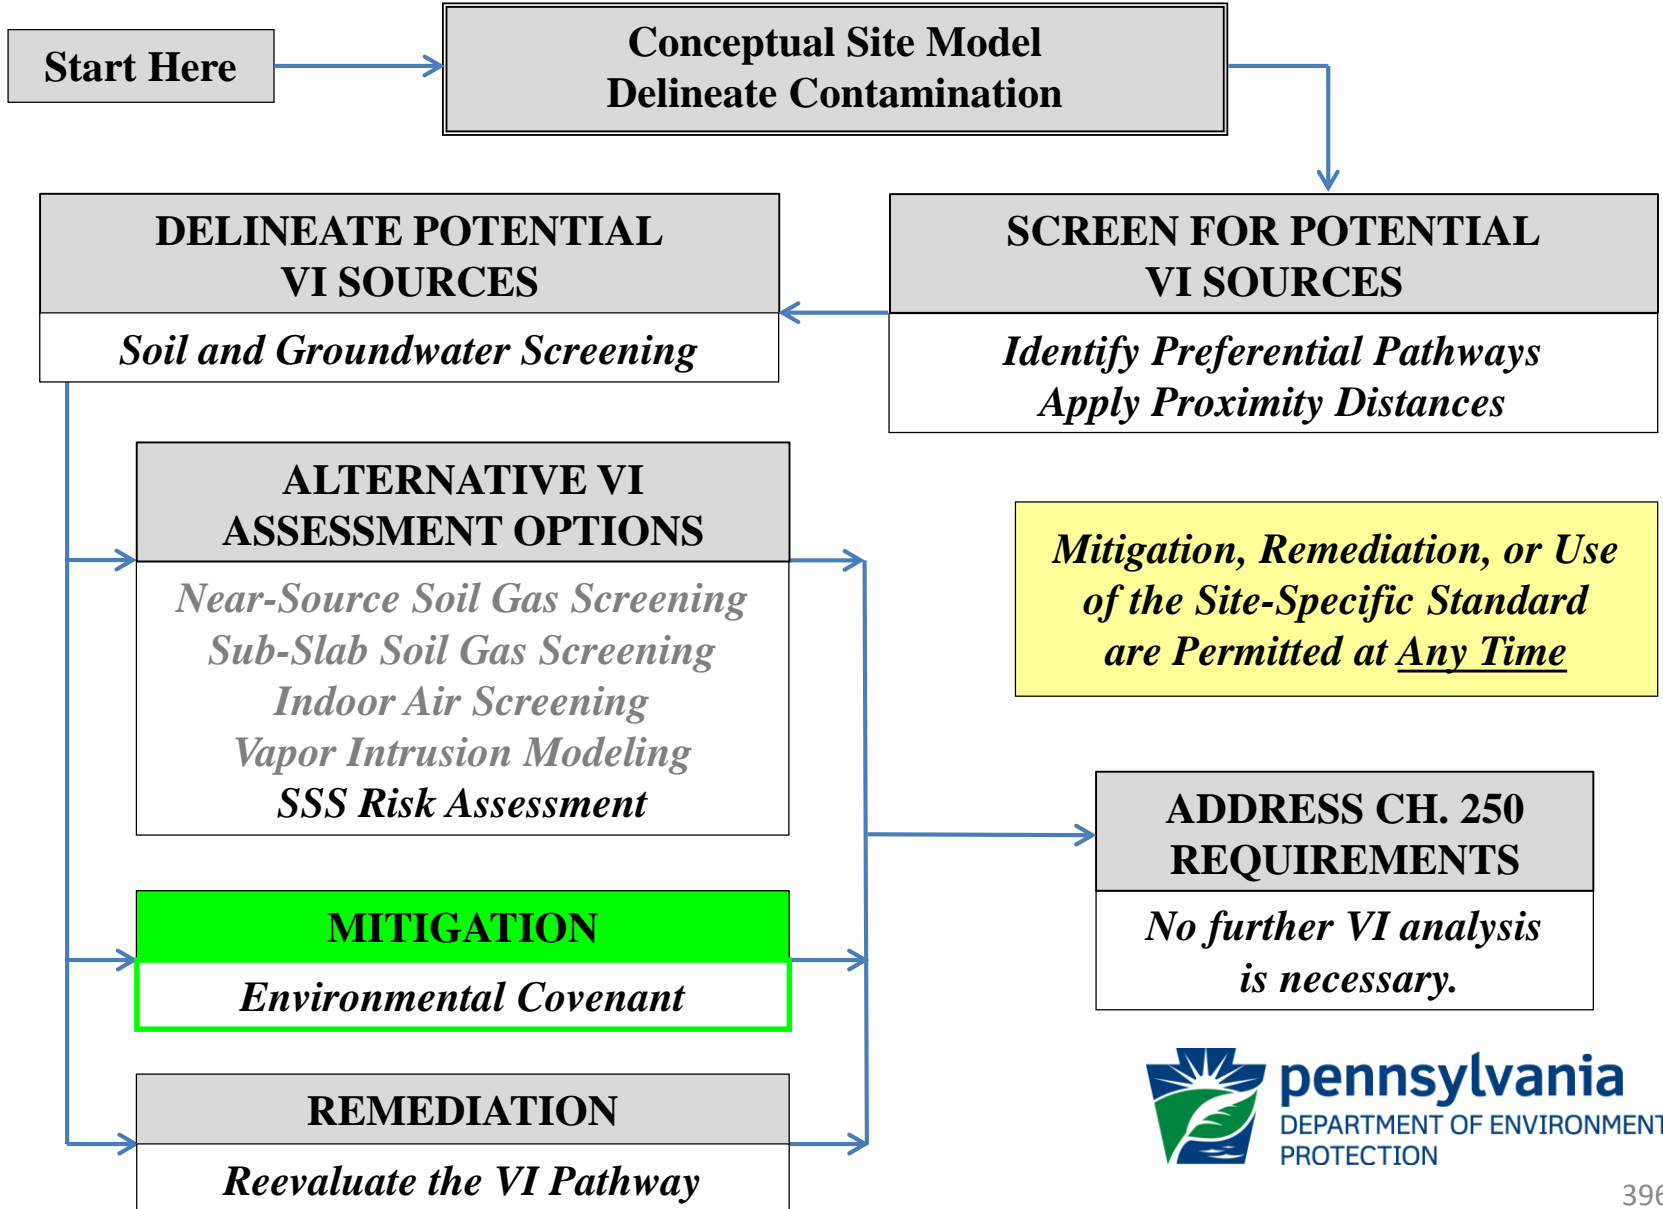 Start Here
Conceptual Site Model
Delineate Contamination
DELINEATE POTENTIAL
VI SOURCES
Soil and Groundwater Screening
SCREEN FOR POTENTIAL
VI SOURCES
Identify Preferential Pathways
Apply Proximity Distances
ALTERNATIVE VI
ASSESSMENT OPTIONS
Near-Source Soil Gas Screening
Sub-Slab Soil Gas Screening
Indoor Air Screening
Vapor Intrusion Modeling
SSS Risk Assessment
Mitigation, Remediation, or Use
of the Site-Specific Standard
are Permitted at Any Time
ADDRESS CH. 250
REQUIREMENTS
No further VI analysis
is necessary.
MITIGATION
Environmental Covenant
REMEDIATION
Reevaluate the VI Pathway
pennsylvania
DEPARTMENT OF ENVIRONMENT
PROTECTION
396